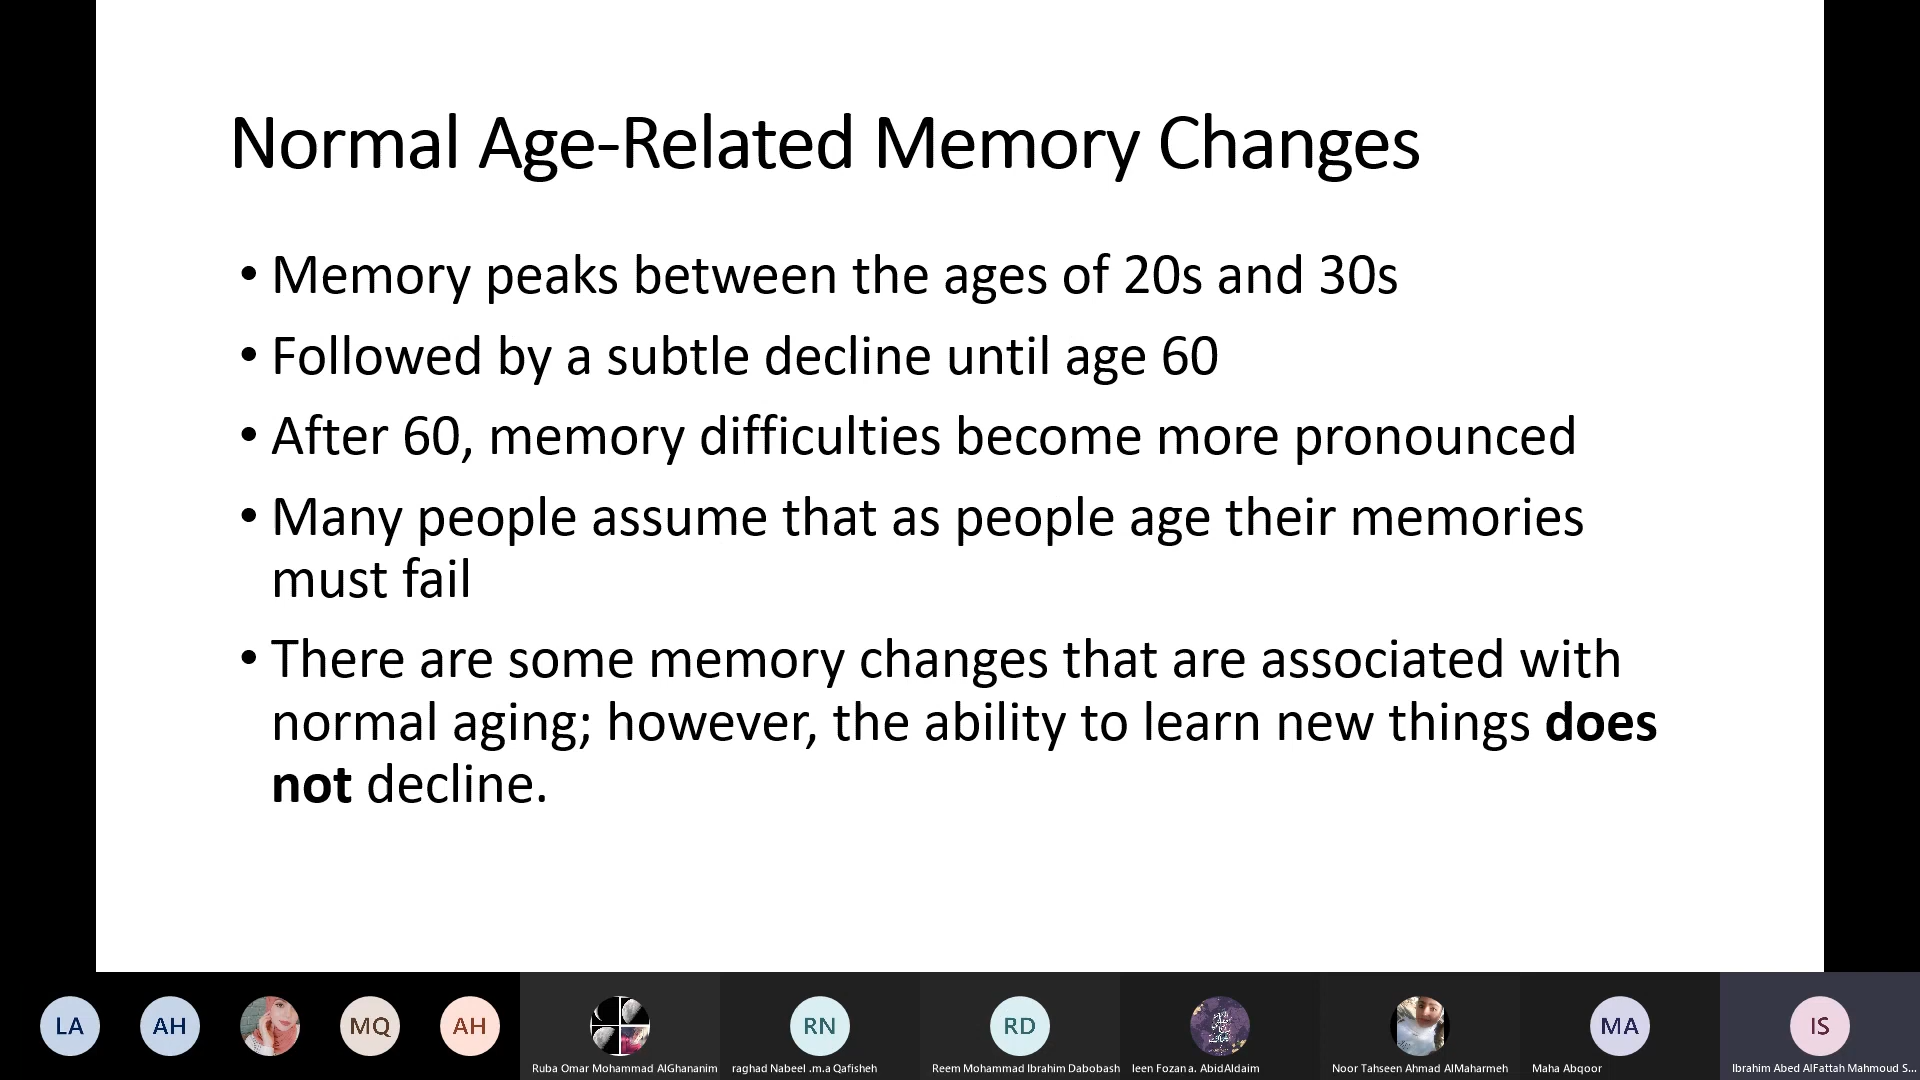 Normal Age-Related Memory Changes
• Memory peaks between the ages of 20s and 30s
• Followed by a subtle decline until age 60
• After 60, memory difficulties become more pronounced
• Many people assume that as people age their memories
must fail
• There are some memory changes that are associated with
normal aging; however, the ability to learn new things does
not decline.
LA
AH
MQ
AH
RN
RD
MA
IS
Ruba Omar Mohammad AlGhananim
raghad Nabeel .m.a Qafisheh
Reem Mohammad Ibrahim Dabobash
leen Fozan a. AbidAldaim
Noor Tahseen Ahmad AlMaharmeh
Maha Abqoor
Ibrahim Abed AlFattah Mahmoud S...